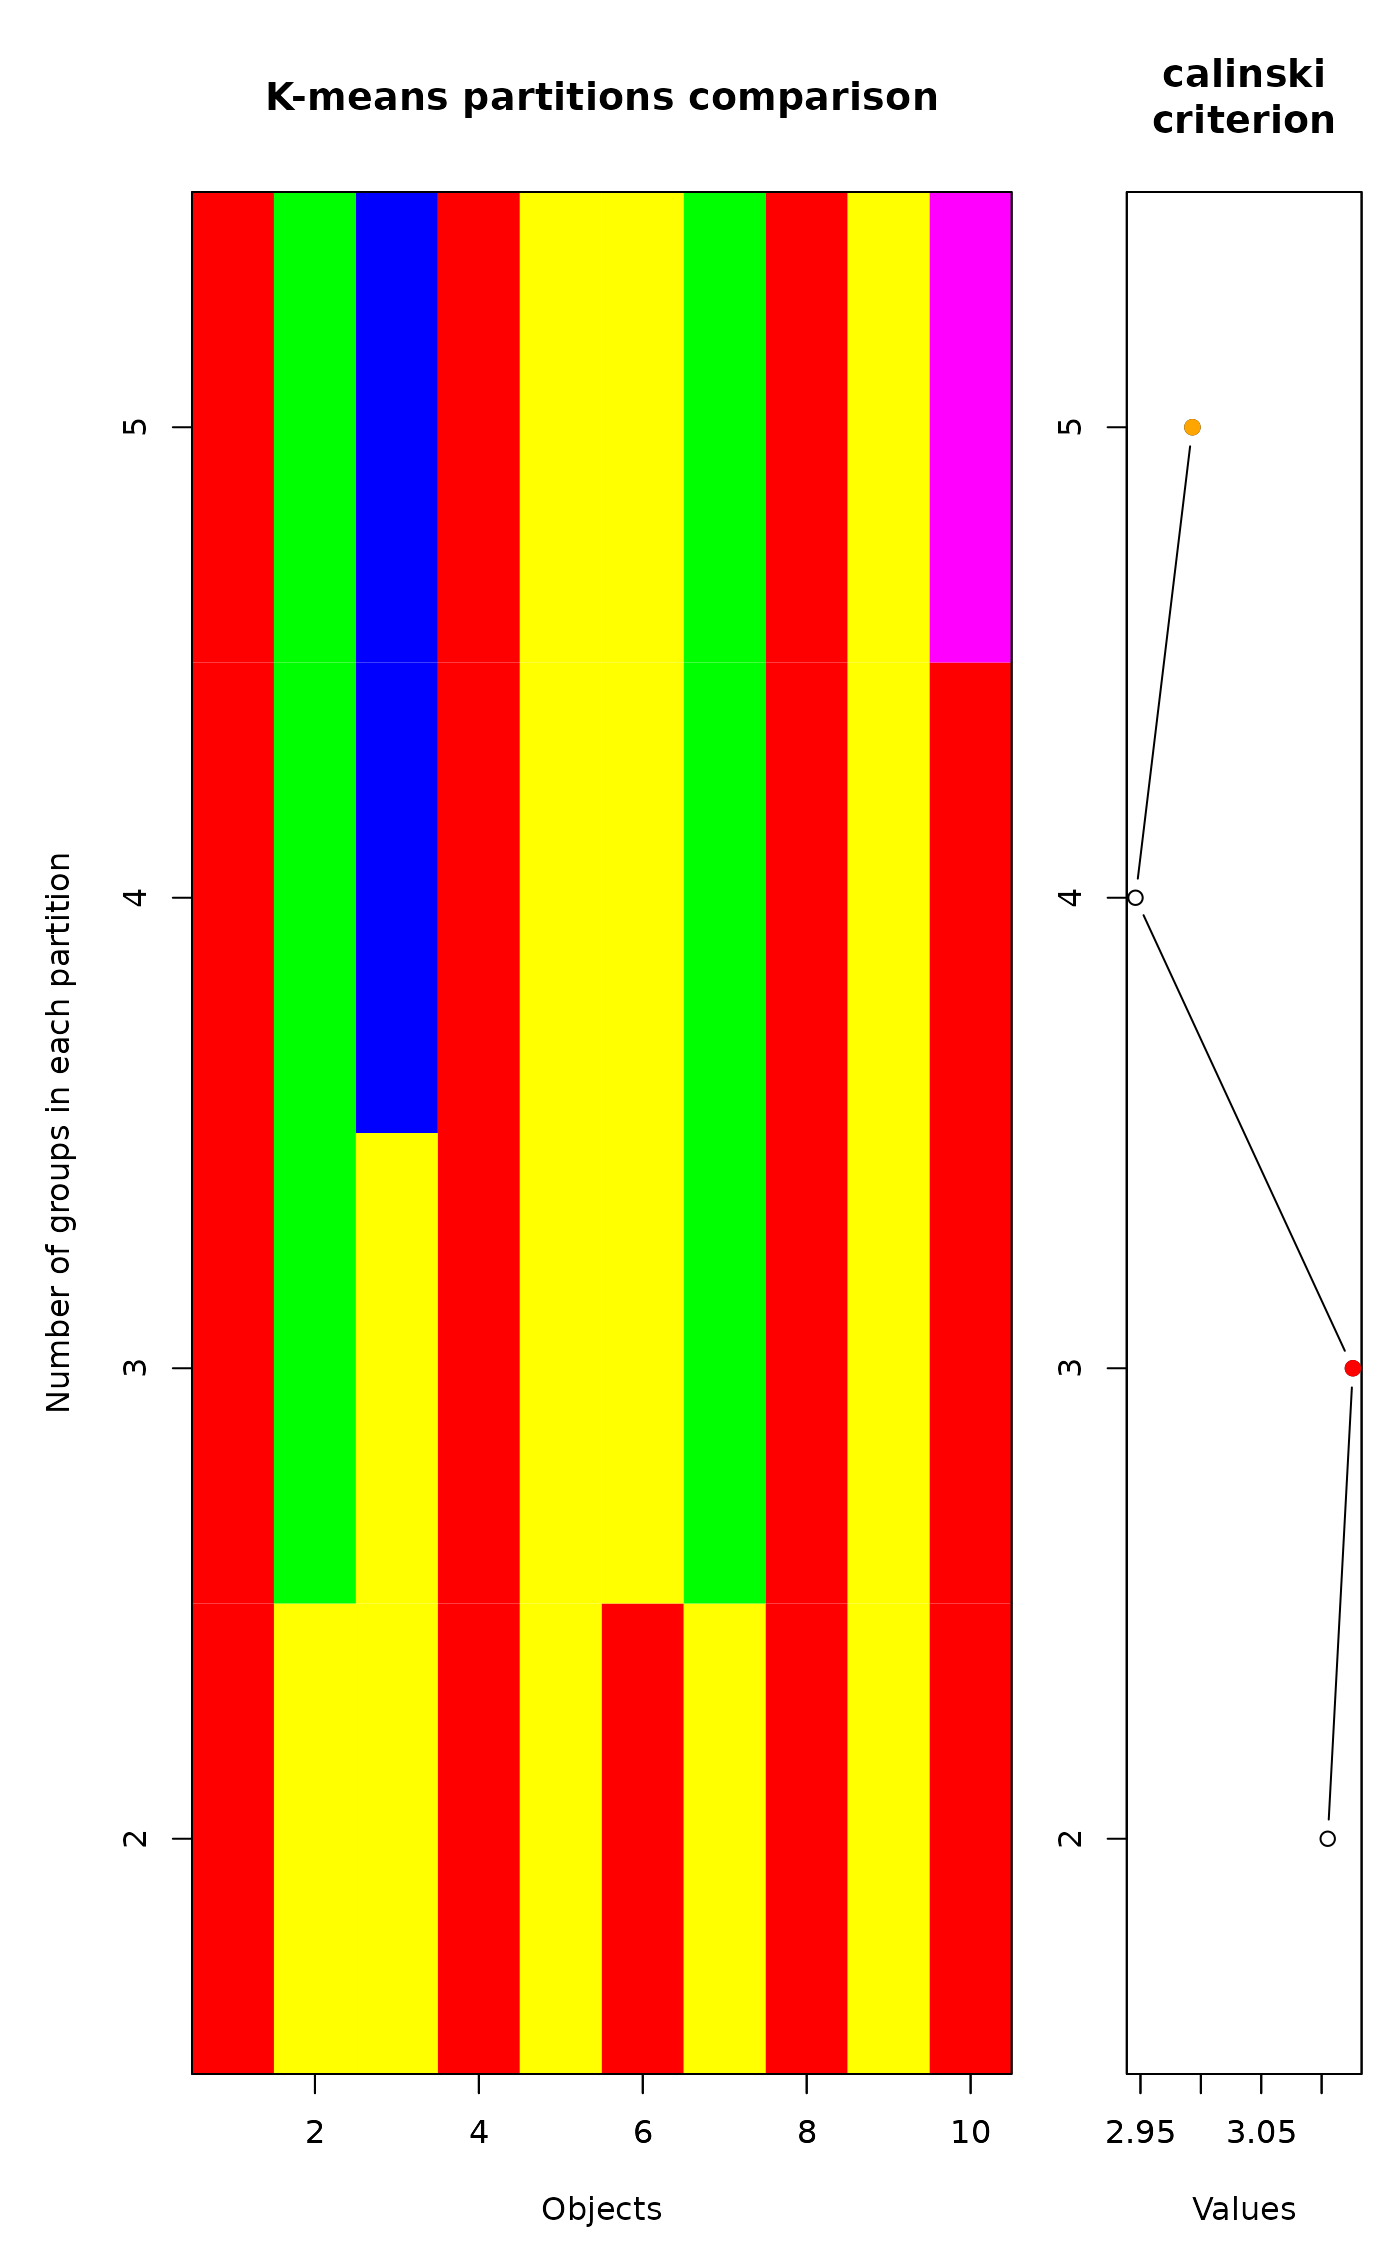 K-means partitions comparison
calinski
criterion
Number of groups in each partition
5
4
3
2
2 4 6 8 10
Objects
5
4
3
2
2.95 3.05
Values